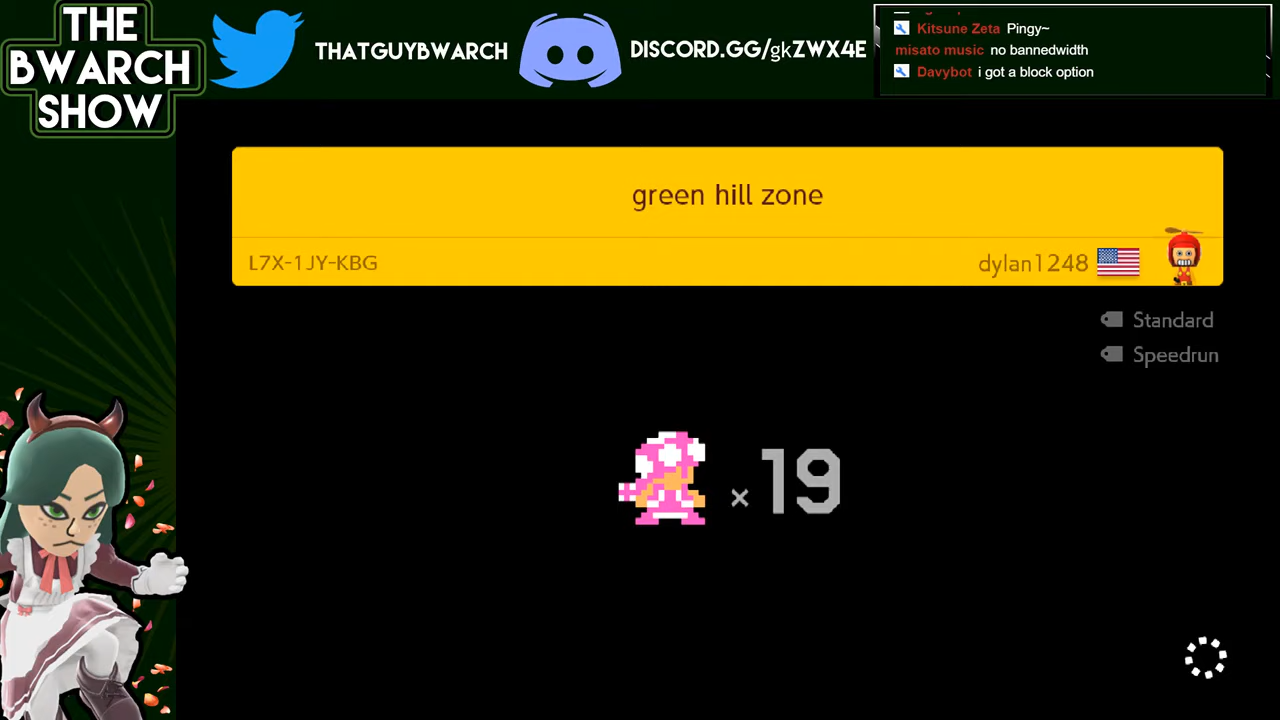 THE
BWARCH
SHOW
THATGUYBWARCH
DISCORD.GG/gkZWX4E
Kitsune Zeta Pingy~
misato music no bannedwidth
Davybot i got a block option
green hill zone
L7X-1JY-KBG
dylan1248
Standard
Speedrun
× 19